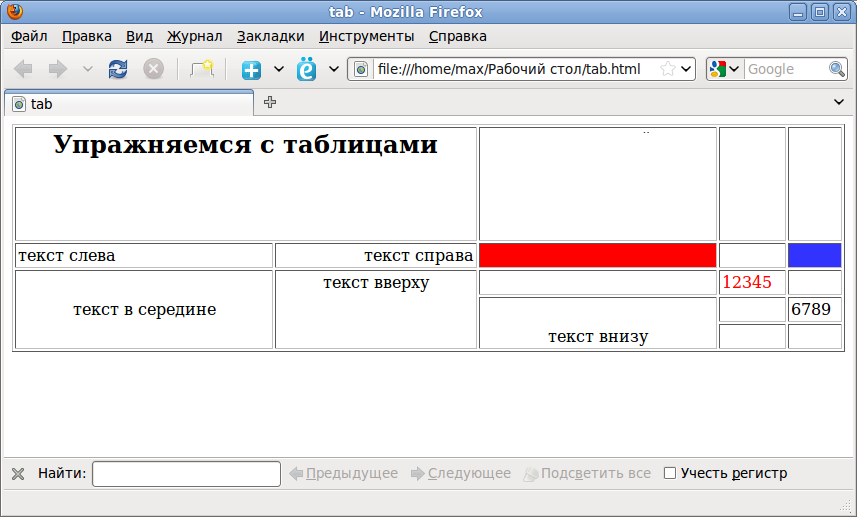 tab - Mozilla Firefox
Файл Правка Вид Журнал Закладки Инструменты Справка
file:///home/max/Рабочий стол/tab.html Google
tab
Упражняемся с таблицами
текст слева текст справа
текст вверху 12345
текст в середине 6789
текст внизу
Найти: Предыдущее Следующее Подсветить все Учесть регистр